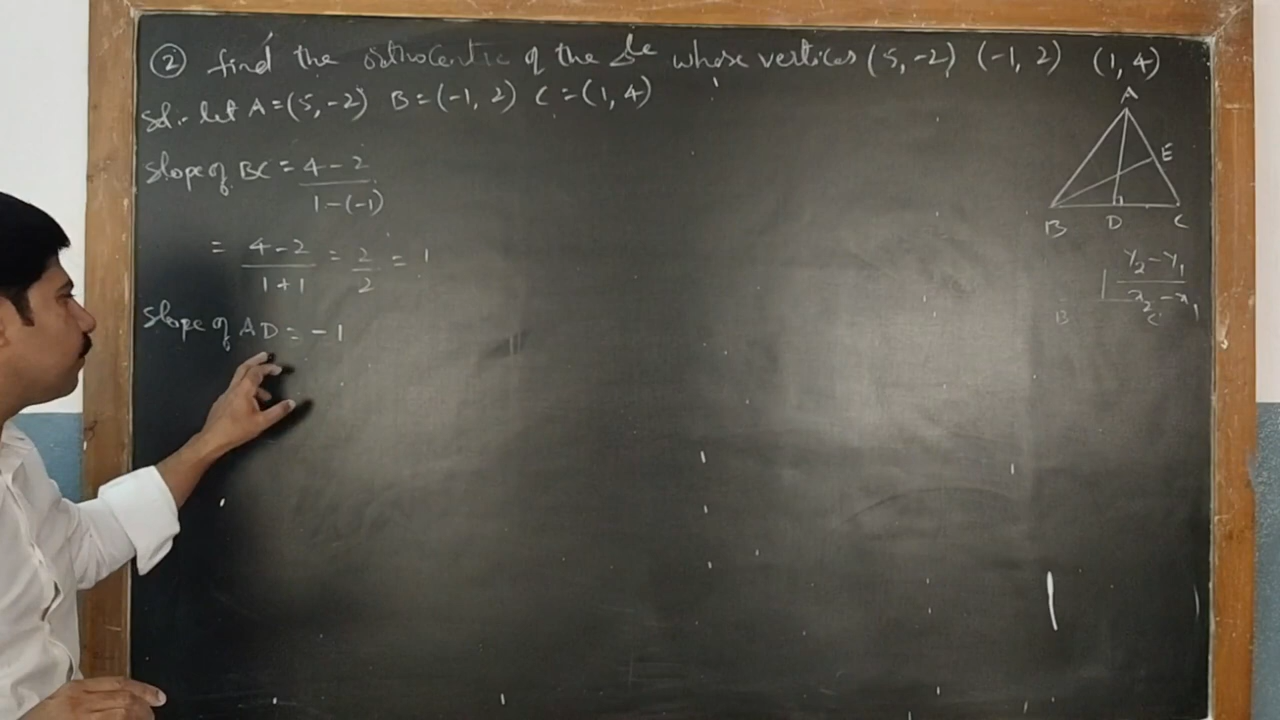 ② find the orthocentre of the Δle whose vertices (5, -2) (-1, 2) (1, 4)
Sol:- let A = (5, -2) B = (-1, 2) C = (1, 4)
Slope of BC = 4 - 2 / 1 - (-1)
= 4 - 2 / 1 + 1 = 2 / 2 = 1
Slope of AD = -1
A
E
B D C
y₂ - y₁ / x₂ - x₁
B C